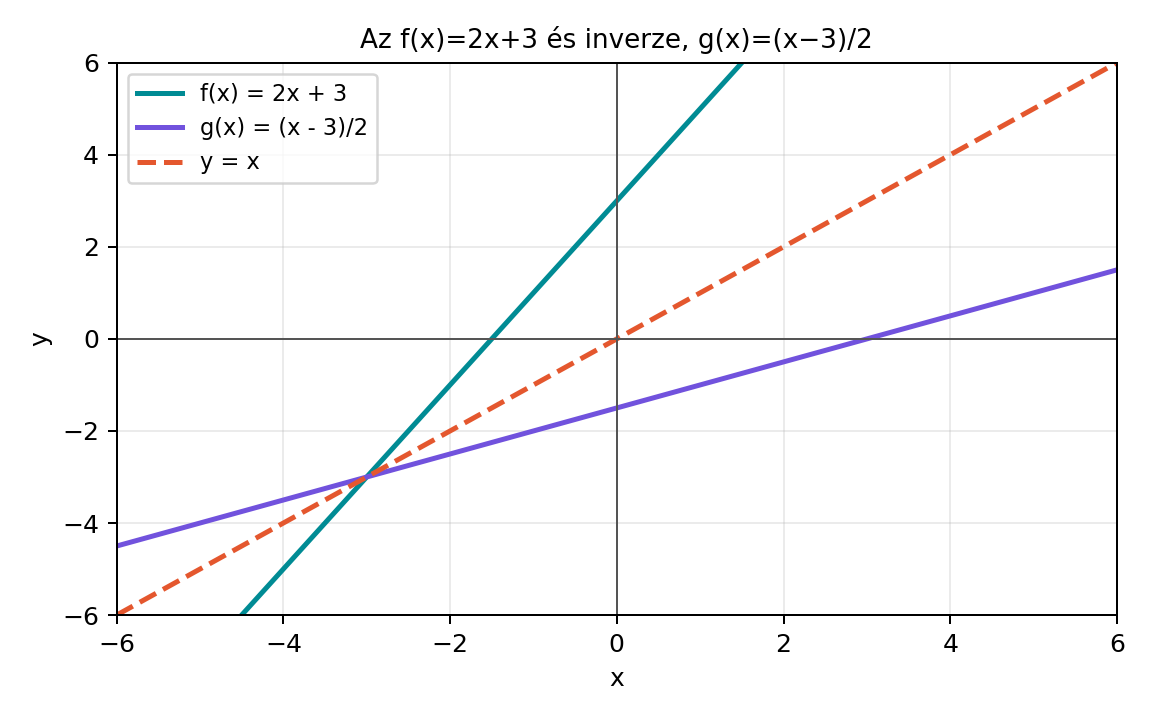 Az f(x)=2x+3 és inverze, g(x)=(x−3)/2
f(x) = 2x + 3
g(x) = (x - 3)/2
y = x
6
4
2
0
−2
−4
−6
y
−6 −4 −2 0 2 4 6
x